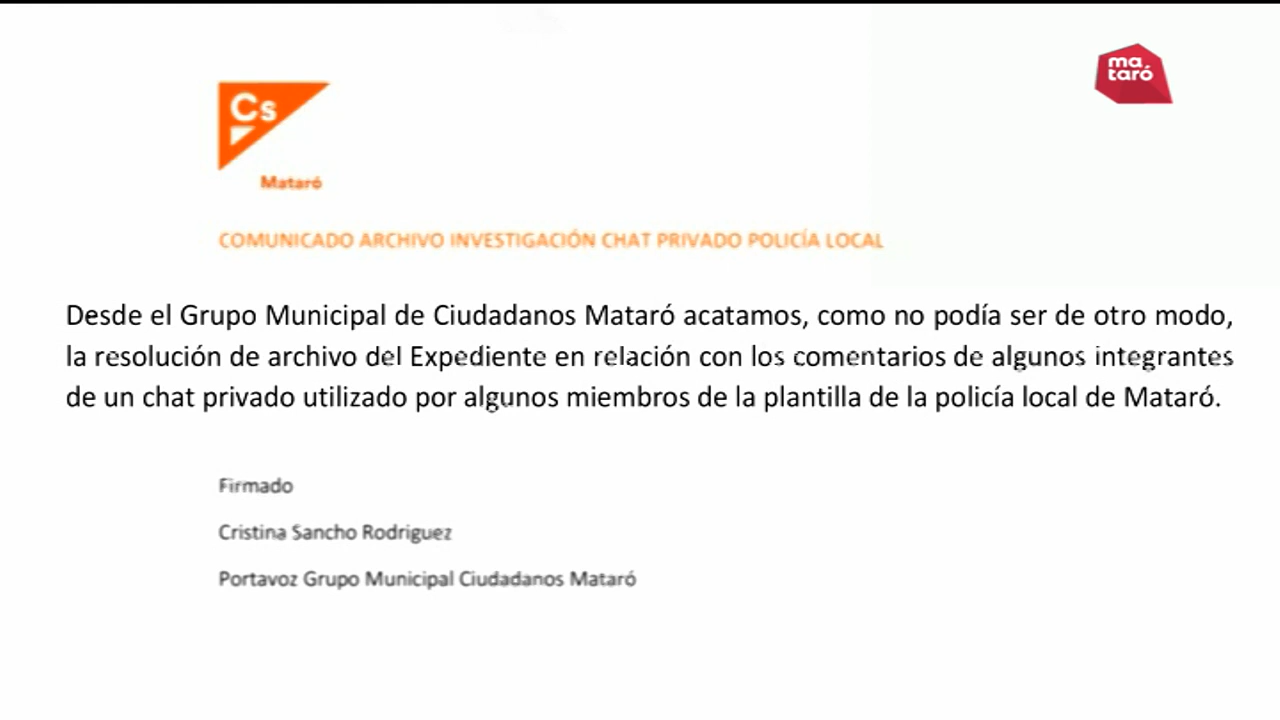 ma
taró
Cs
Mataró
COMUNICADO ARCHIVO INVESTIGACIÓN CHAT PRIVADO POLICÍA LOCAL
Desde el Grupo Municipal de Ciudadanos Mataró acatamos, como no podía ser de otro modo,
la resolución de archivo del Expediente en relación con los comentarios de algunos integrantes
de un chat privado utilizado por algunos miembros de la plantilla de la policía local de Mataró.
Firmado
Cristina Sancho Rodriguez
Portavoz Grupo Municipal Ciudadanos Mataró